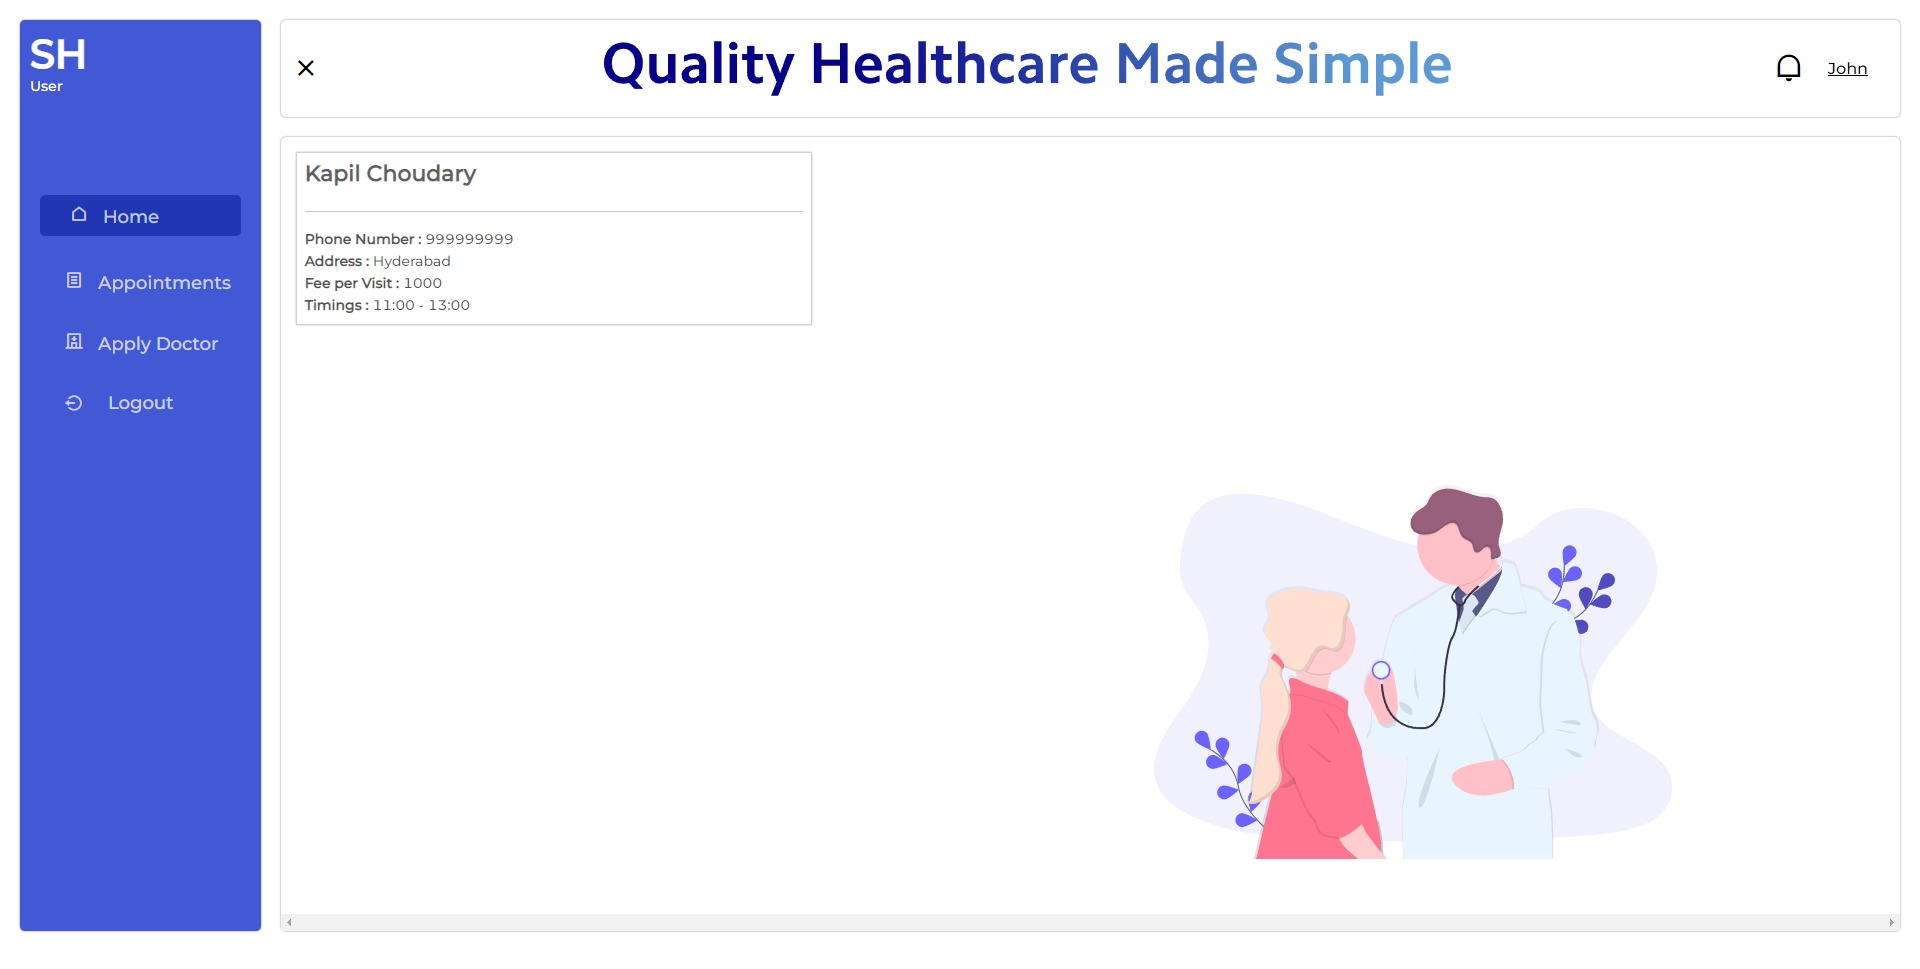 SH
User
Home
Appointments
Apply Doctor
Logout
Quality Healthcare Made Simple
John
Kapil Choudary
Phone Number : 999999999
Address : Hyderabad
Fee per Visit : 1000
Timings : 11:00 - 13:00